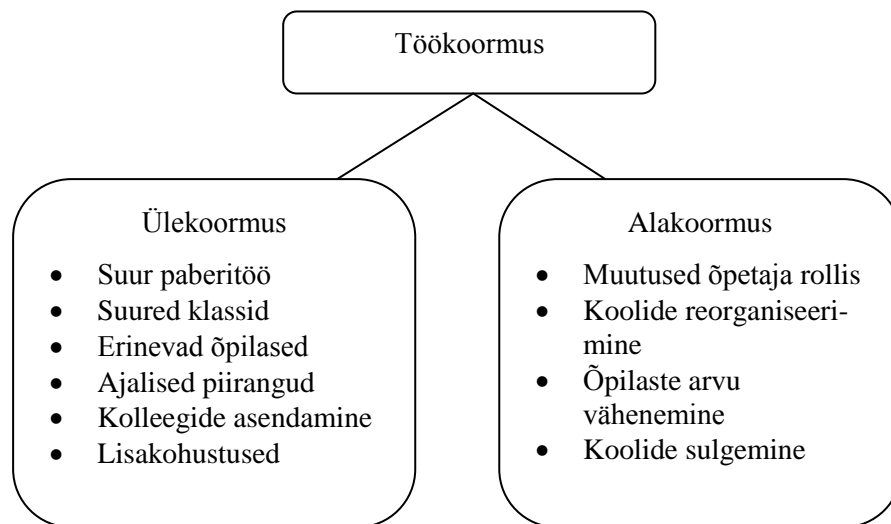 Töökoormus
Ülekoormus
• Suur paberitöö
• Suured klassid
• Erinevad õpilased
• Ajalised piirangud
• Kolleegide asendamine
• Lisakohustused
Alakoormus
• Muutused õpetaja rollis
• Koolide reorganiseeri-
mine
• Õpilaste arvu
vähenemine
• Koolide sulgemine